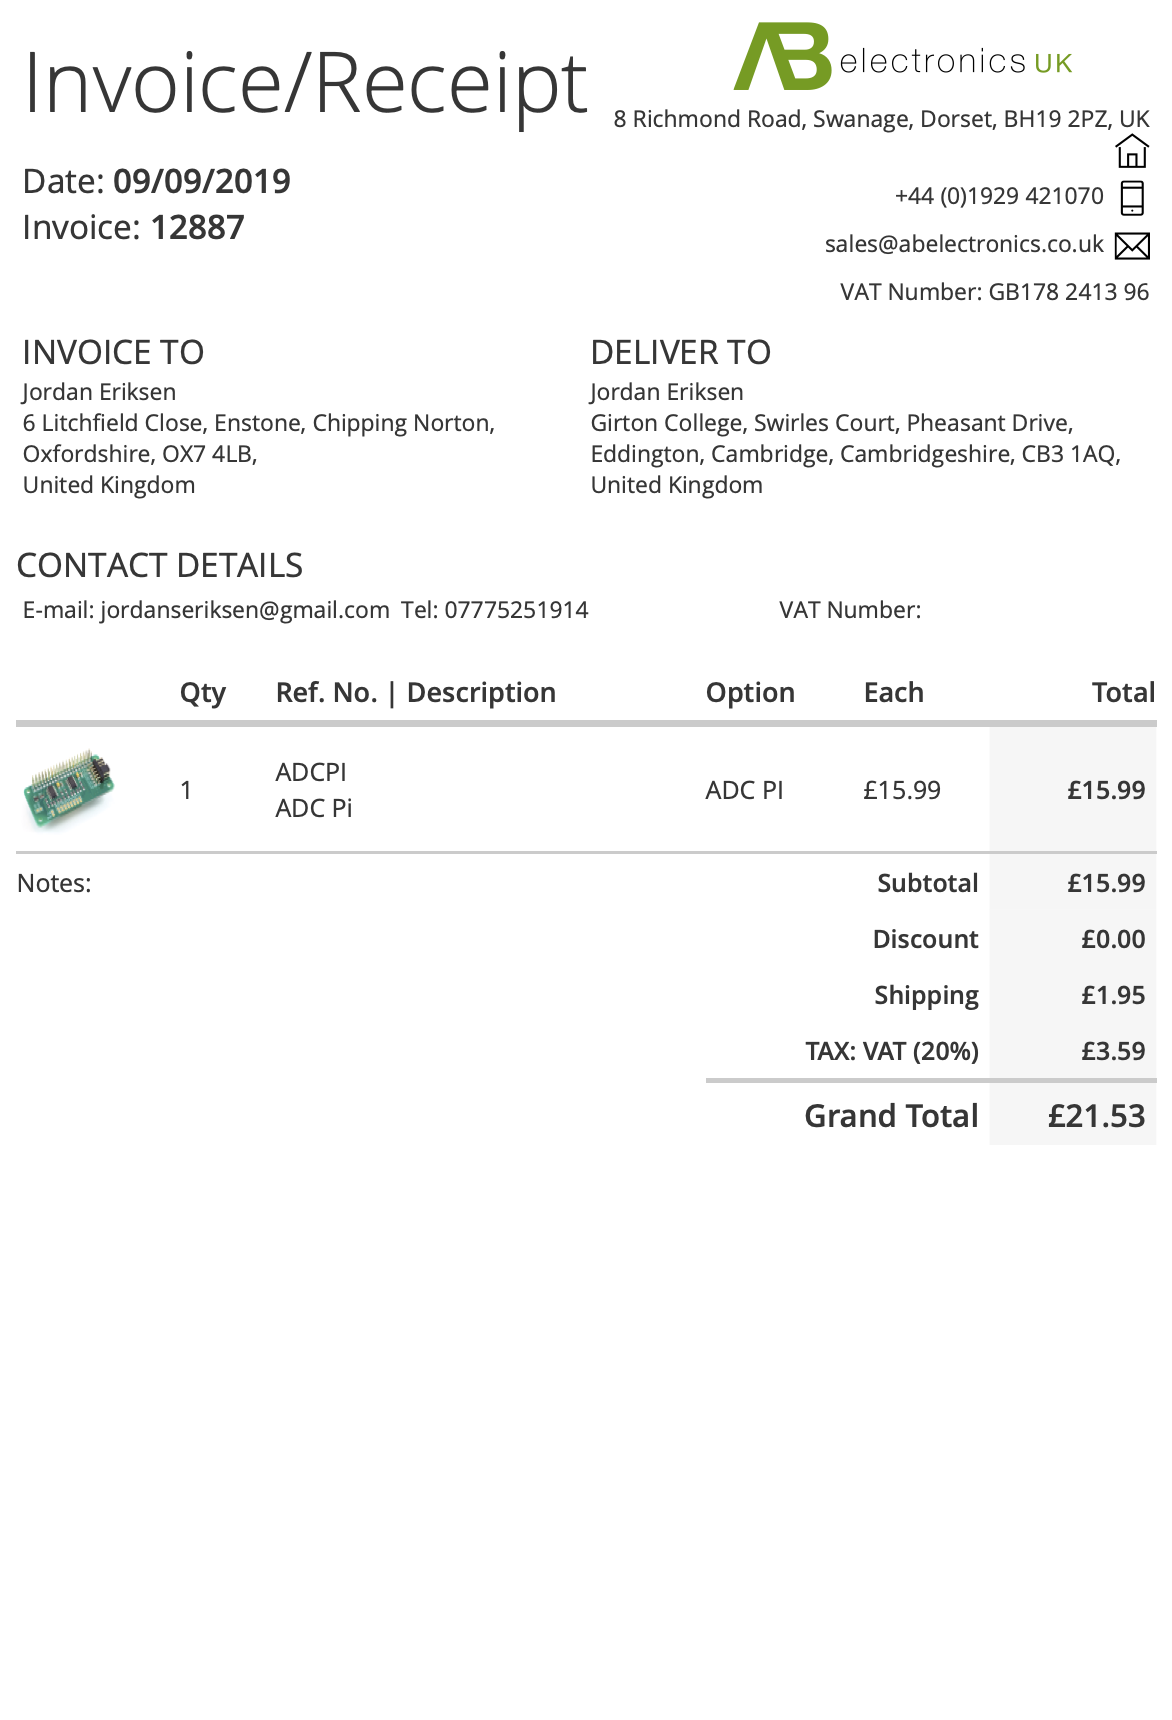 Invoice/Receipt
AB electronics UK
8 Richmond Road, Swanage, Dorset, BH19 2PZ, UK
Date: 09/09/2019
+44 (0)1929 421070
Invoice: 12887
sales@abelectronics.co.uk
VAT Number: GB178 2413 96
INVOICE TO
Jordan Eriksen
6 Litchfield Close, Enstone, Chipping Norton,
Oxfordshire, OX7 4LB,
United Kingdom
DELIVER TO
Jordan Eriksen
Girton College, Swirles Court, Pheasant Drive,
Eddington, Cambridge, Cambridgeshire, CB3 1AQ,
United Kingdom
CONTACT DETAILS
E-mail: jordanseriksen@gmail.com Tel: 07775251914 VAT Number:
Qty Ref. No. | Description Option Each Total
1 ADCPI ADC PI £15.99 £15.99
ADC Pi
Notes:
Subtotal £15.99
Discount £0.00
Shipping £1.95
TAX: VAT (20%) £3.59
Grand Total £21.53